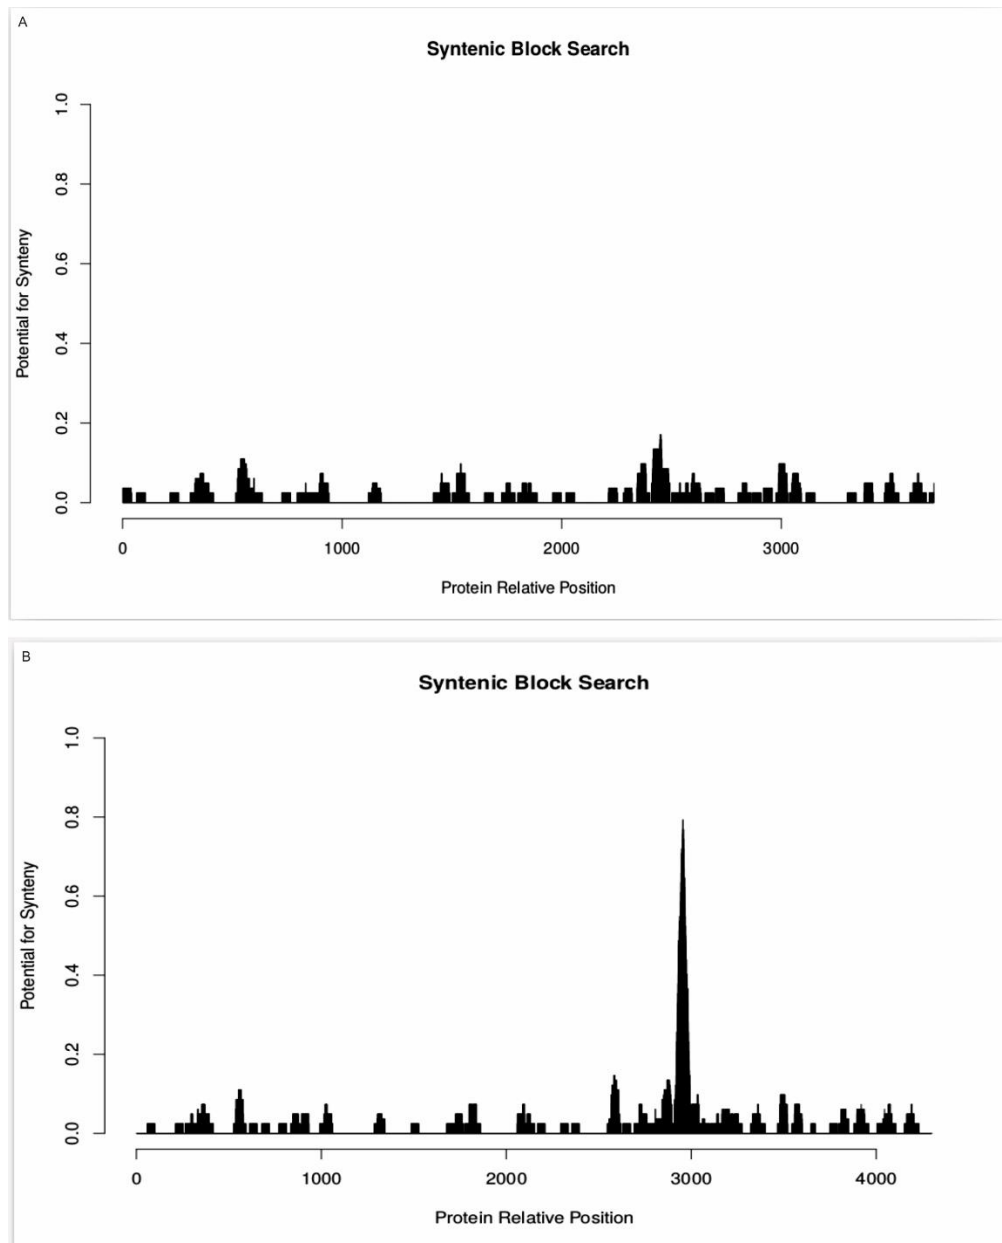 A
Syntenic Block Search
Potential for Synteny
1.0
0.8
0.6
0.4
0.2
0.0
0 1000 2000 3000
Protein Relative Position
B
Syntenic Block Search
Potential for Synteny
1.0
0.8
0.6
0.4
0.2
0.0
0 1000 2000 3000 4000
Protein Relative Position